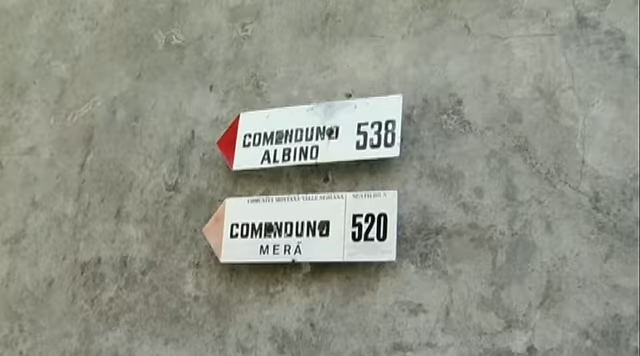 COMENDUNO 538
ALBINO
COMUNITÀ MONTANA VALLE SERIANA
COMENDUNO 520
MERÀ